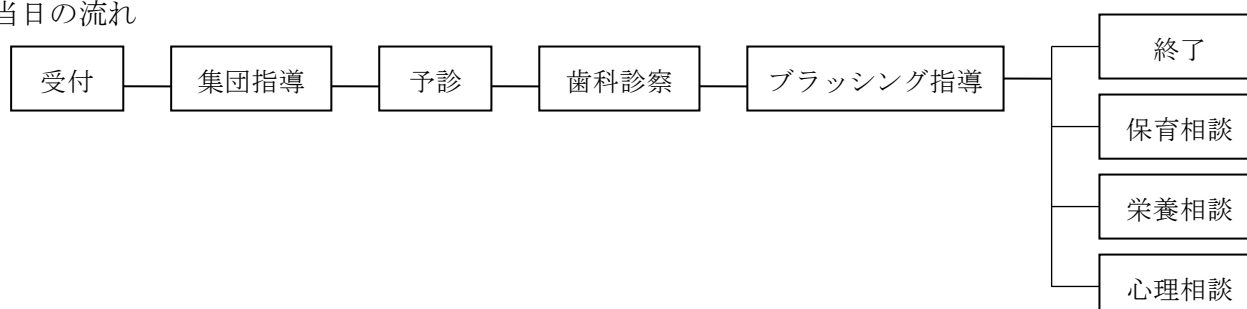 当日の流れ
受付
集団指導
予診
歯科診察
ブラッシング指導
終了
保育相談
栄養相談
心理相談